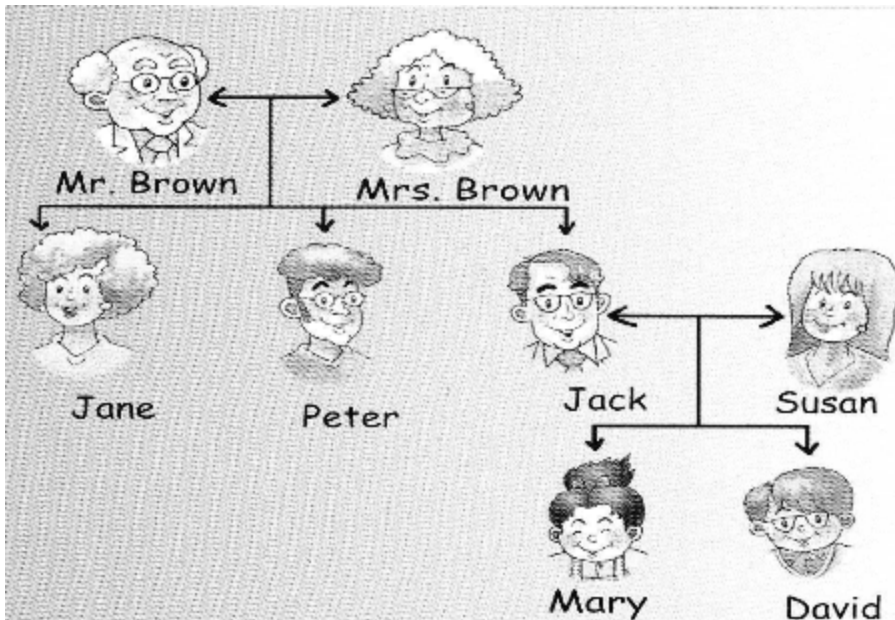 Mr. Brown
Mrs. Brown
Jane
Peter
Jack
Susan
Mary
David